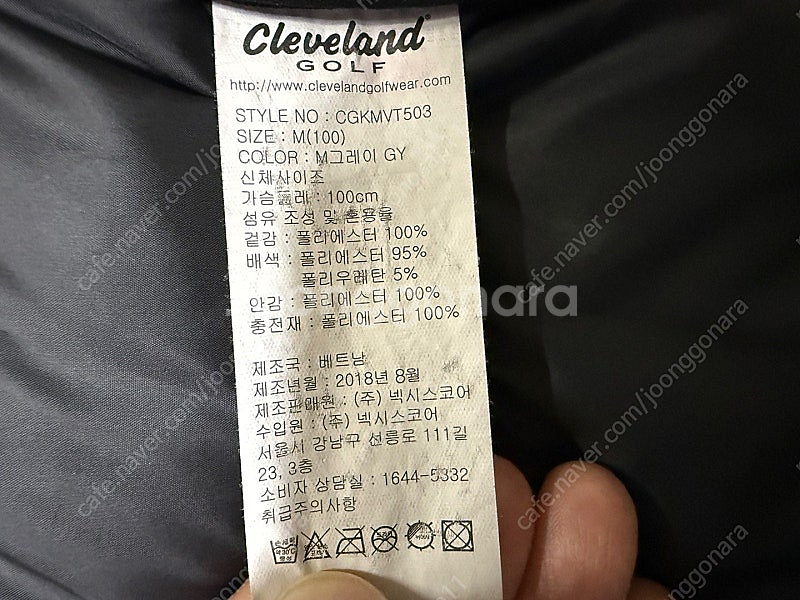 Cleveland
GOLF
http://www.clevelandgolfwear.com
STYLE NO : CGKMVT503
SIZE : M(100)
COLOR : M그레이 GY
신체사이즈
가슴둘레 : 100cm
섬유 조성 및 혼용율
겉감 : 폴리에스터 100%
배색 : 폴리에스터 95%
폴리우레탄 5%
안감 : 폴리에스터 100%
충전재 : 폴리에스터 100%
제조국 : 베트남
제조년월 : 2018년 8월
제조판매원 : (주) 넥시스코어
수입원 : (주) 넥시스코어
서울시 강남구 선릉로 111길
23, 3층
소비자 상담실 : 1644-5332
취급주의사항
cafe.naver.com/joonggonara